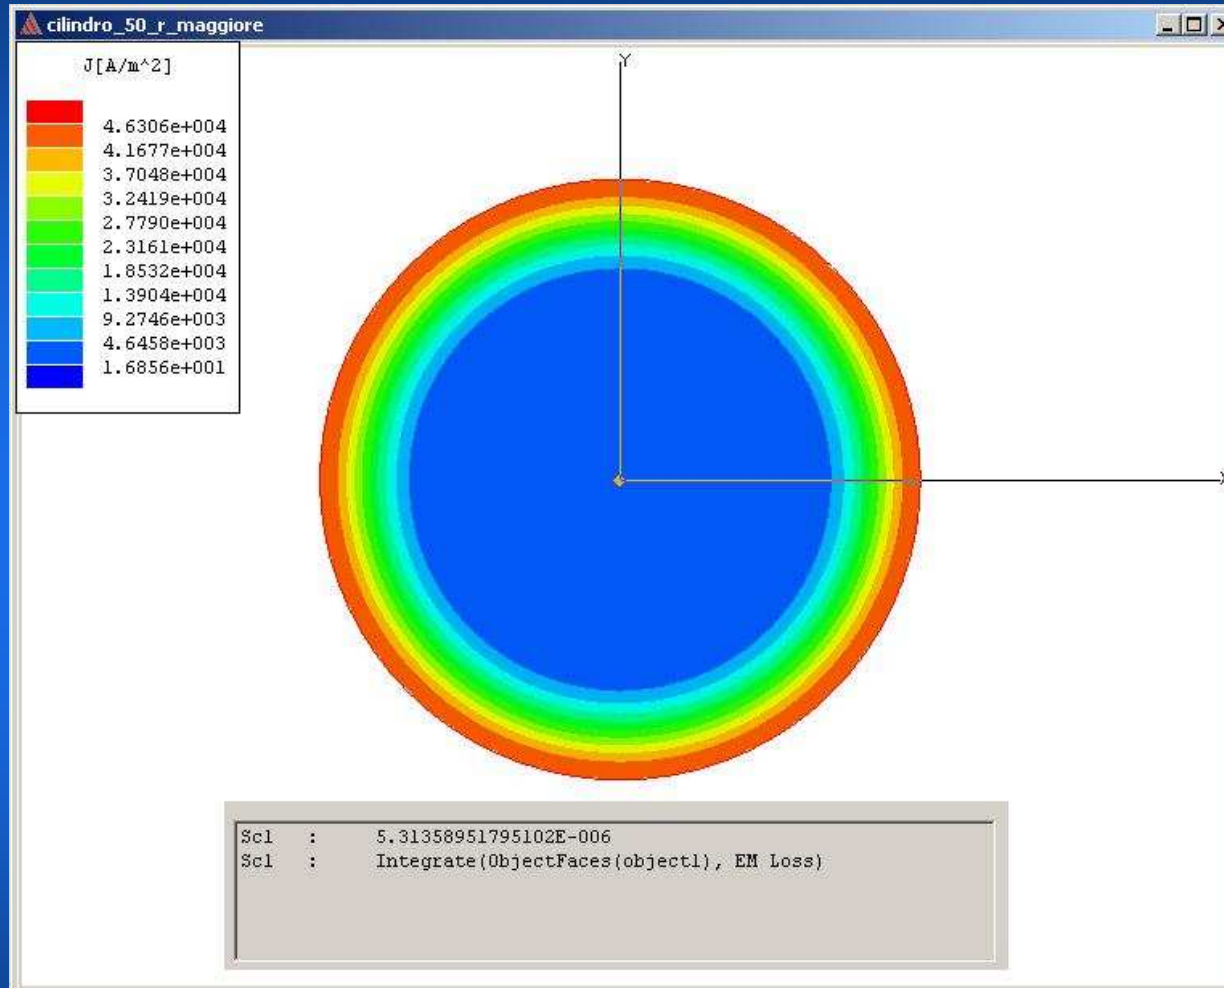 cilindro_50_r_maggiore
J[A/m^2]
4.6306e+004
4.1677e+004
3.7048e+004
3.2419e+004
2.7790e+004
2.3161e+004
1.8532e+004
1.3904e+004
9.2746e+003
4.6458e+003
1.6856e+001
Y
X
Scl : 5.31358951795102E-006
Scl : Integrate(ObjectFaces(object1), EM Loss)